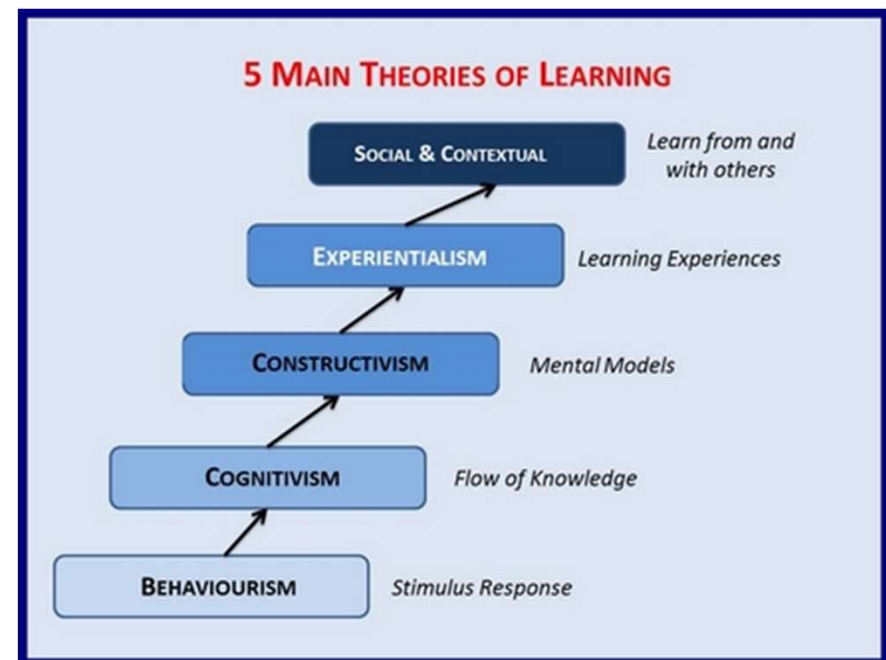 5 MAIN THEORIES OF LEARNING
SOCIAL & CONTEXTUAL
Learn from and
with others
EXPERIENTIALISM
Learning Experiences
CONSTRUCTIVISM
Mental Models
COGNITIVISM
Flow of Knowledge
BEHAVIOURISM
Stimulus Response